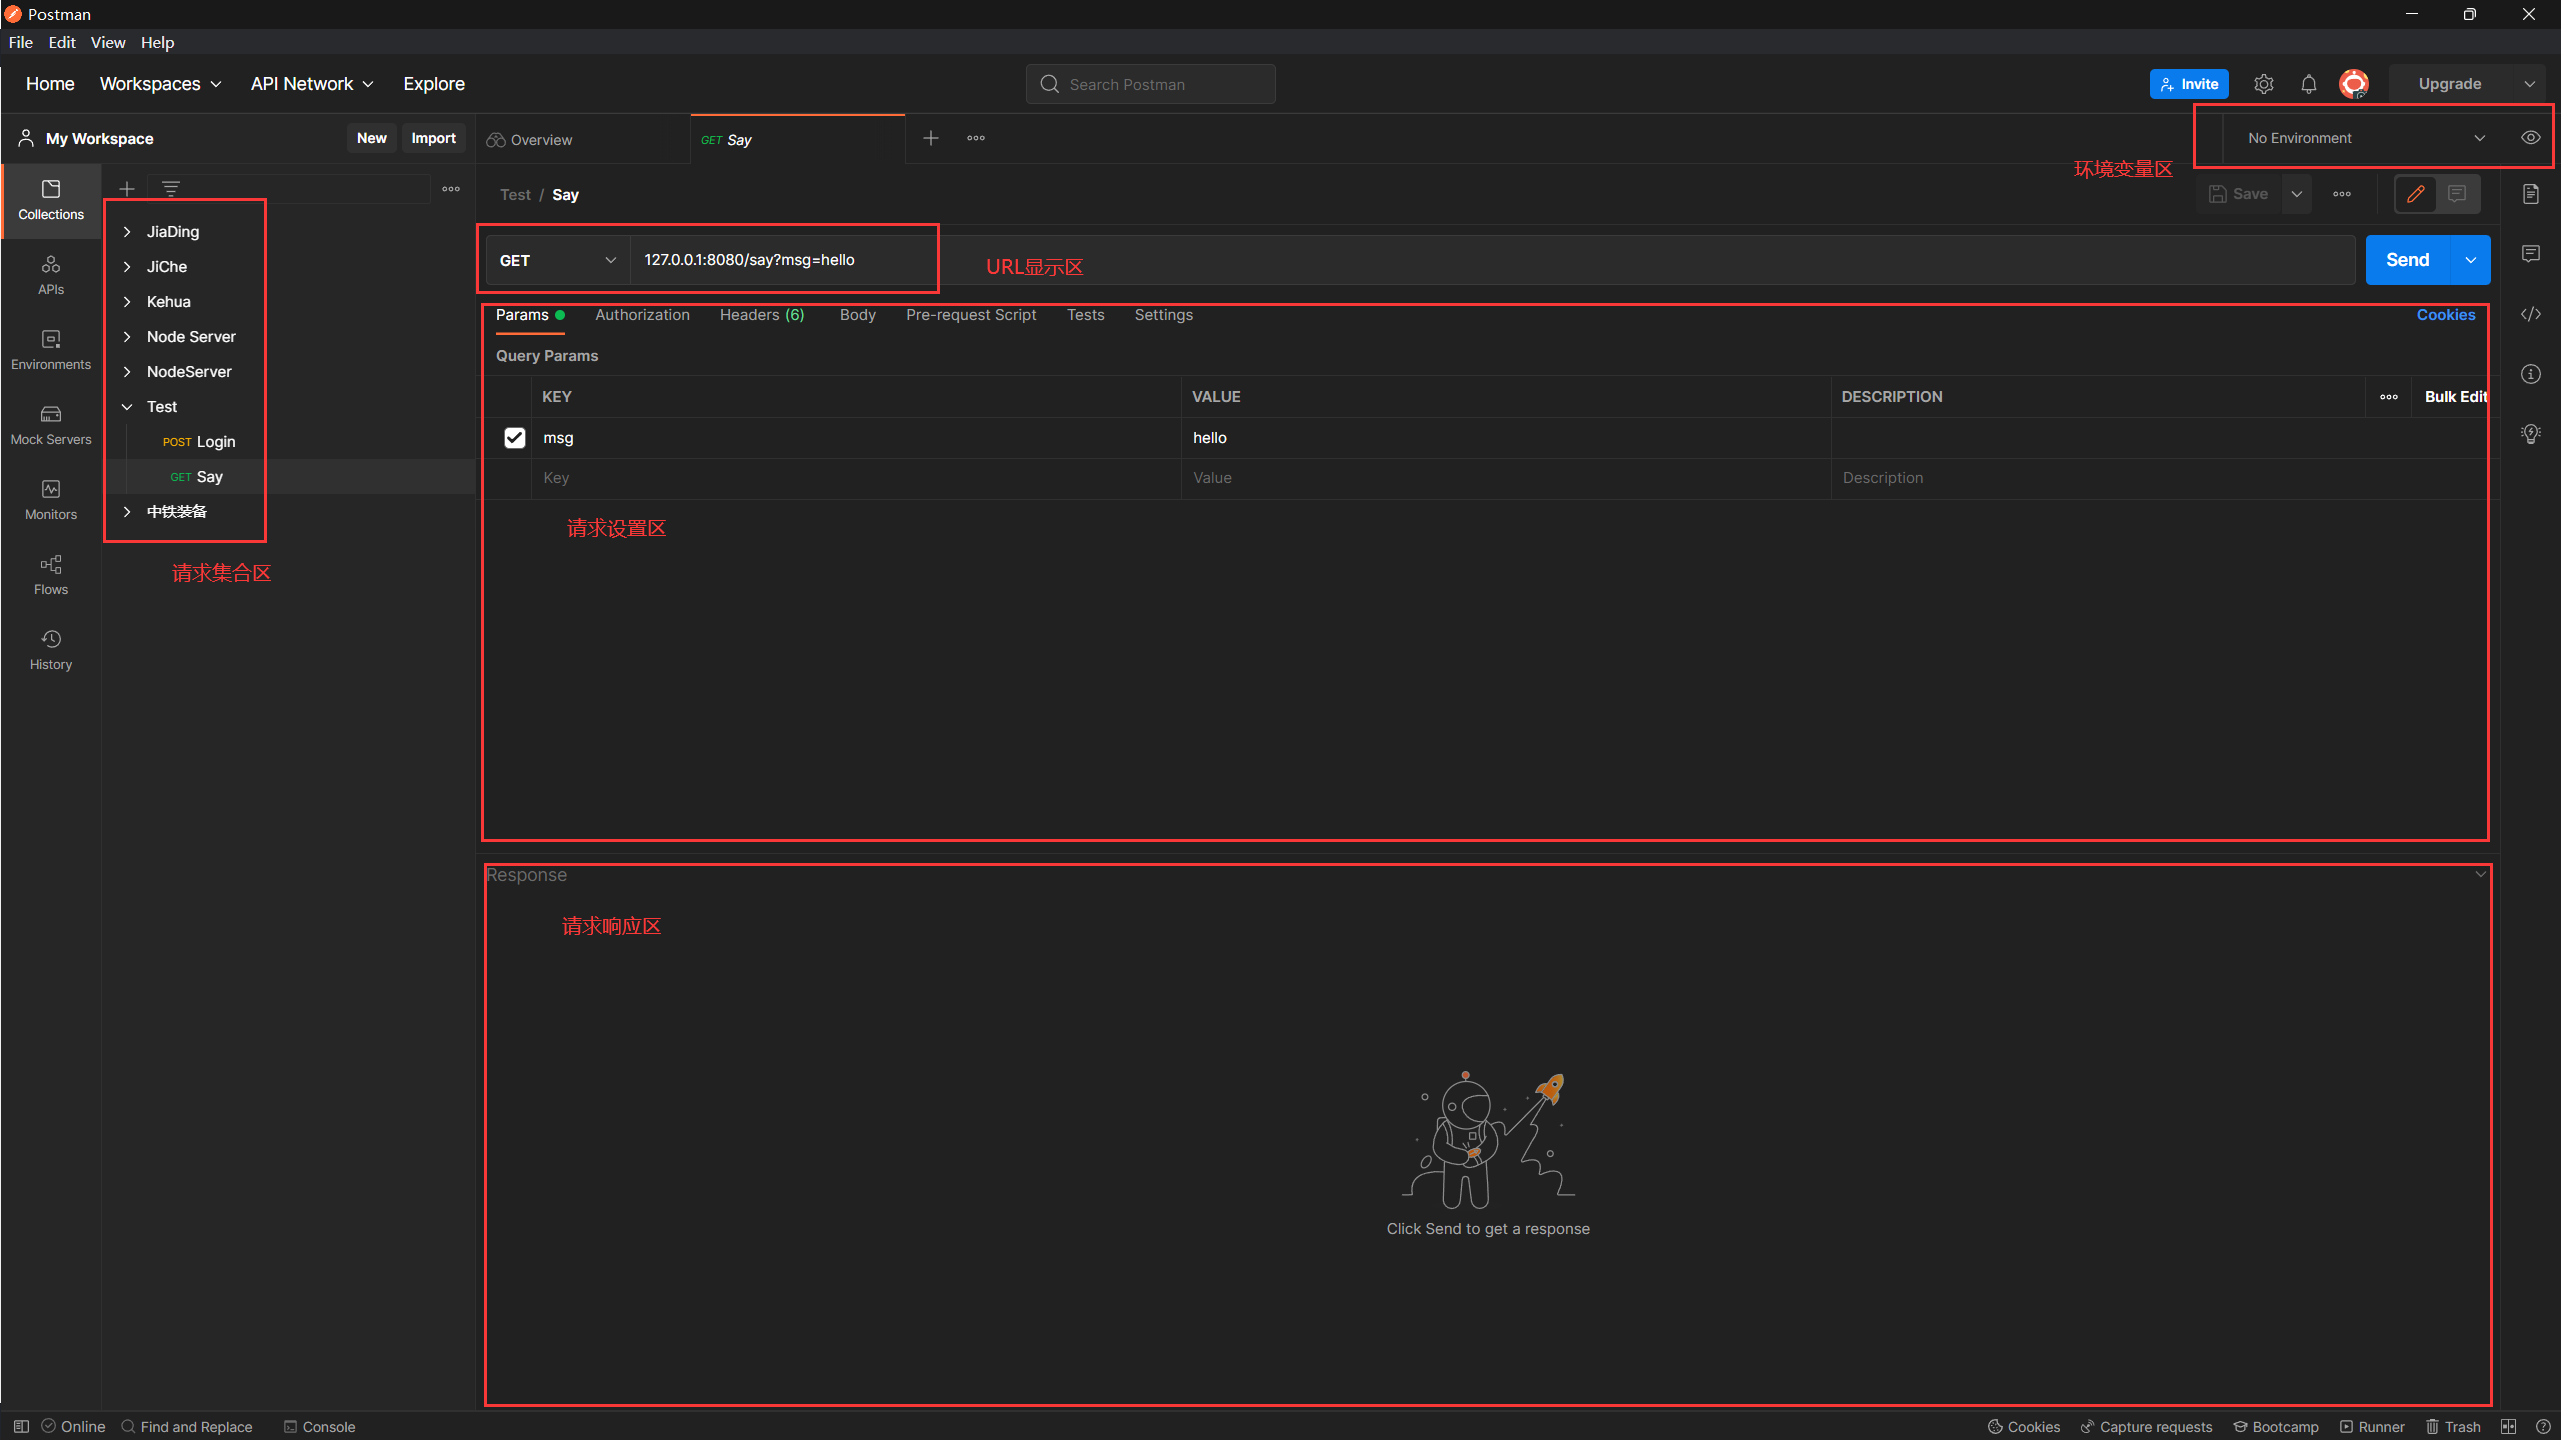 Postman
File Edit View Help
Home Workspaces API Network Explore Search Postman Invite Upgrade
My Workspace New Import Overview GET Say No Environment
环境变量区
Test / Say Save
Collections
APIs
Environments
Mock Servers
Monitors
Flows
History
JiaDing
JiChe
Kehua
Node Server
NodeServer
Test
POST Login
GET Say
中铁装备
请求集合区
GET 127.0.0.1:8080/say?msg=hello URL显示区 Send
Params Authorization Headers (6) Body Pre-request Script Tests Settings Cookies
Query Params
KEY VALUE DESCRIPTION Bulk Edit
msg hello
Key Value Description
请求设置区
Response
请求响应区
Click Send to get a response
Online Find and Replace Console Cookies Capture requests Bootcamp Runner Trash